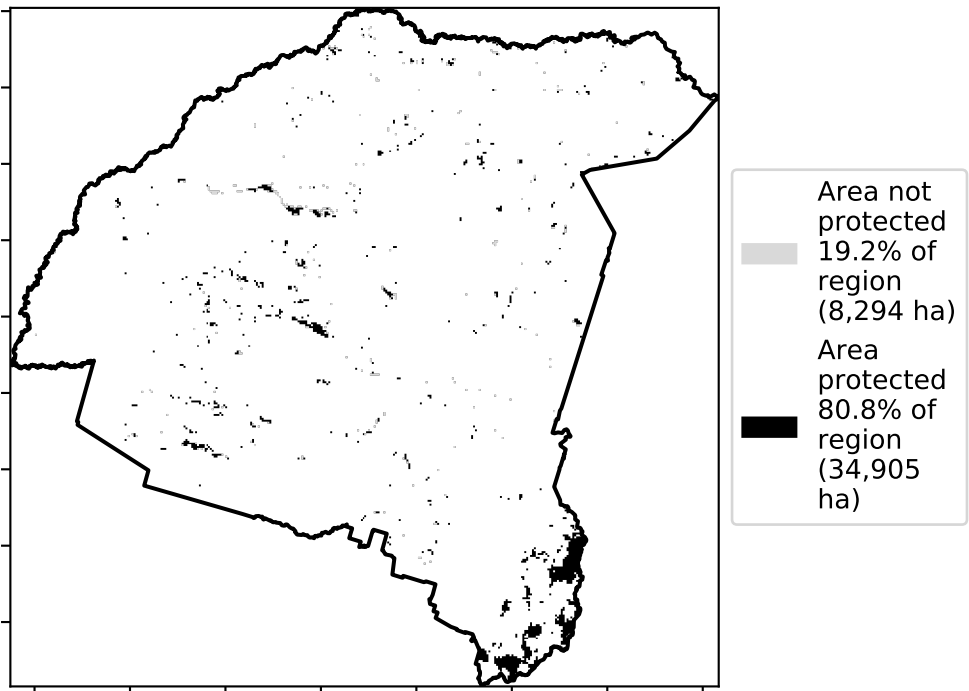 Area not
protected
19.2% of
region
(8,294 ha)
Area
protected
80.8% of
region
(34,905
ha)